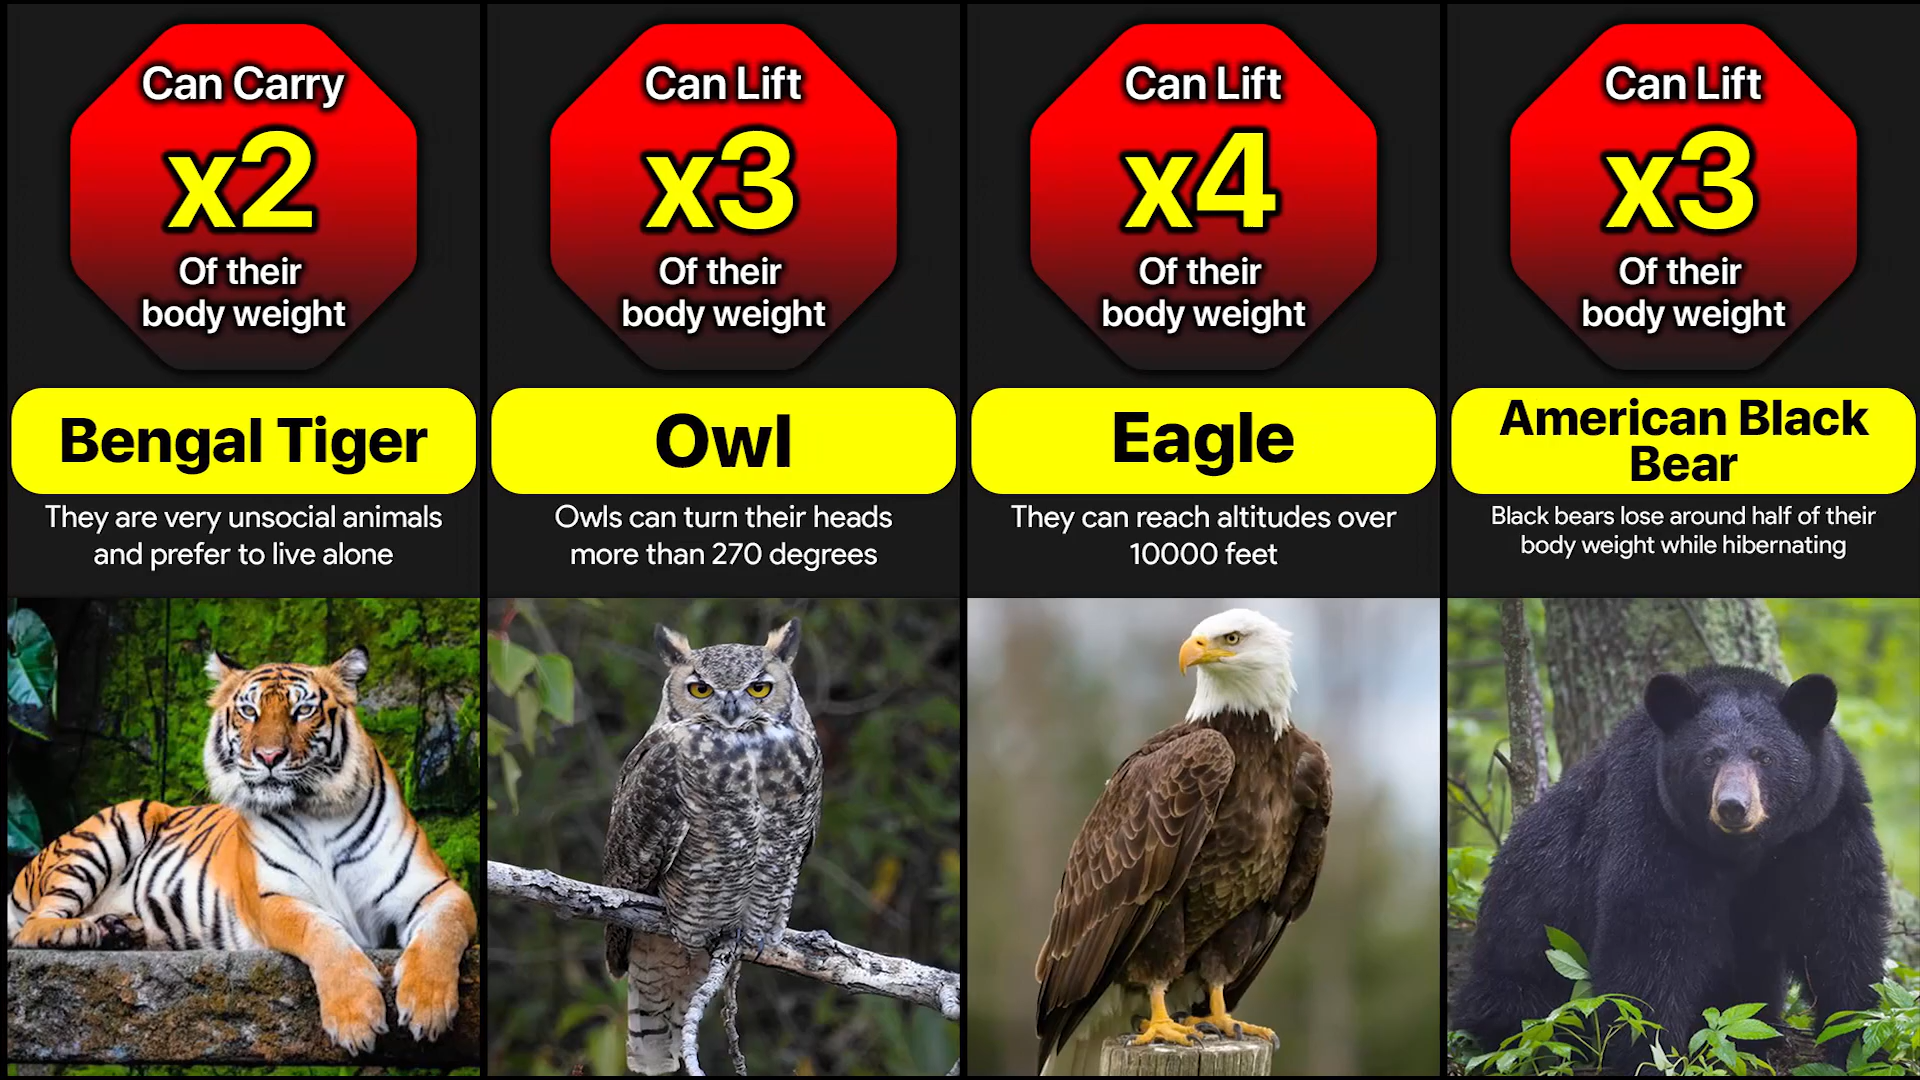 Can Carry
x2
Of their
body weight
Bengal Tiger
They are very unsocial animals
and prefer to live alone
Can Lift
x3
Of their
body weight
Owl
Owls can turn their heads
more than 270 degrees
Can Lift
x4
Of their
body weight
Eagle
They can reach altitudes over
10000 feet
Can Lift
x3
Of their
body weight
American Black
Bear
Black bears lose around half of their
body weight while hibernating